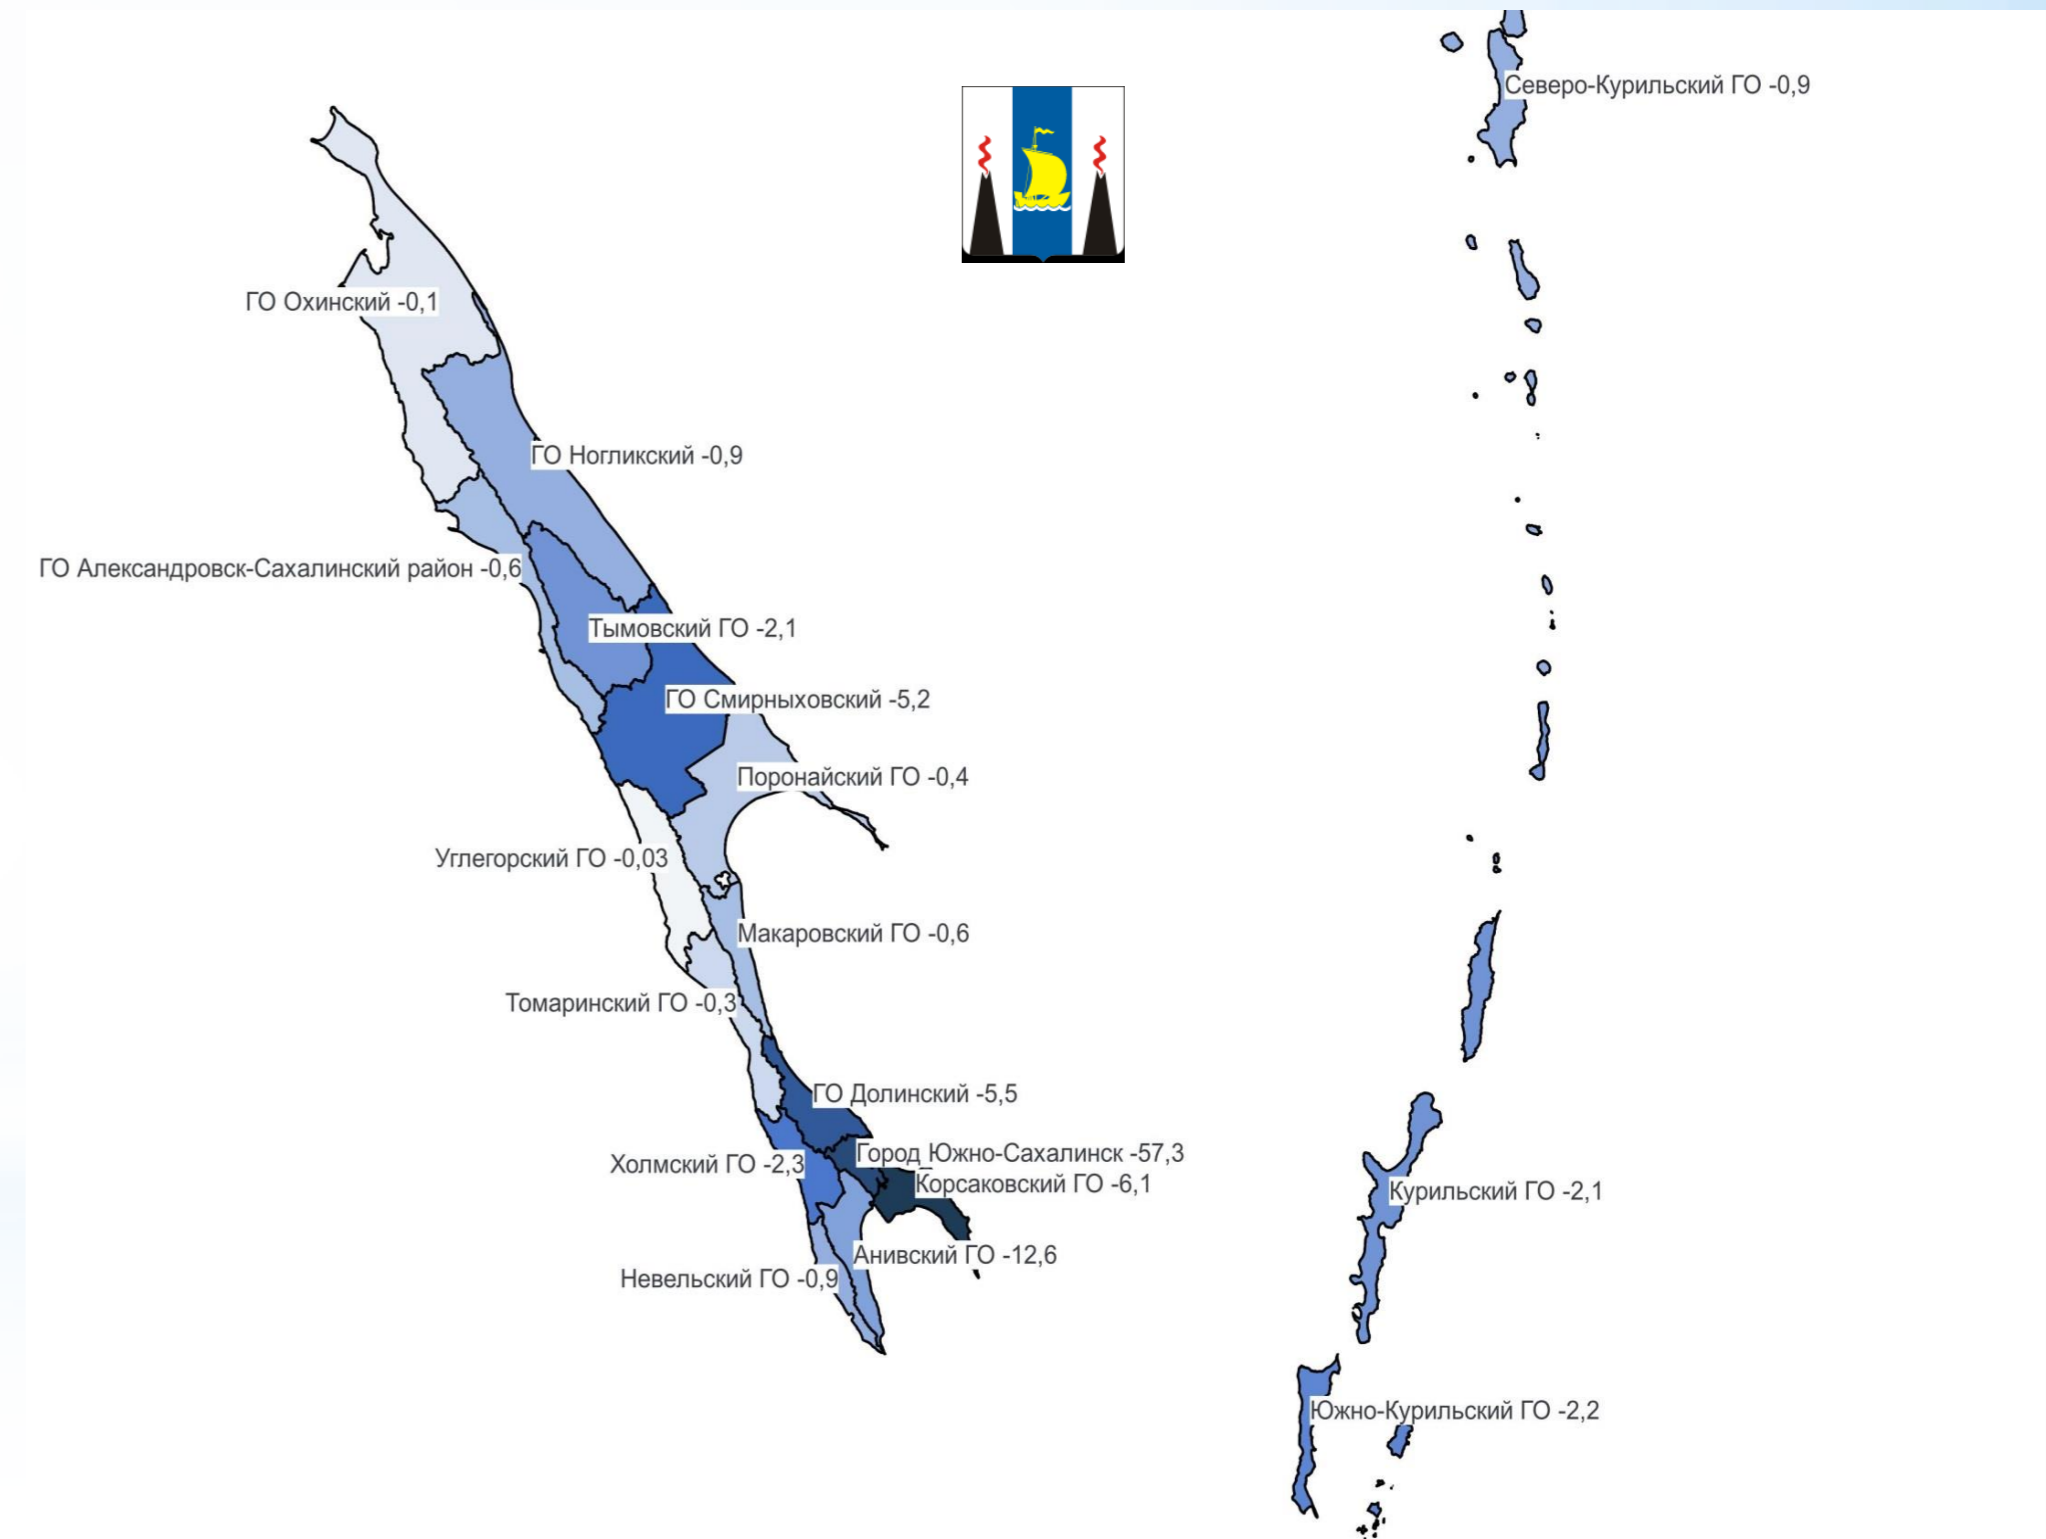 Северо-Курильский ГО -0,9
ГО Охинский -0,1
ГО Ногликский -0,9
ГО Александровск-Сахалинский район -0,6
Тымовский ГО -2,1
ГО Смирныховский -5,2
Поронайский ГО -0,4
Углегорский ГО -0,03
Макаровский ГО -0,6
Томаринский ГО -0,3
ГО Долинский -5,5
Город Южно-Сахалинск -57,3
Холмский ГО -2,3
Корсаковский ГО -6,1
Курильский ГО -2,1
Анивский ГО -12,6
Невельский ГО -0,9
Южно-Курильский ГО -2,2